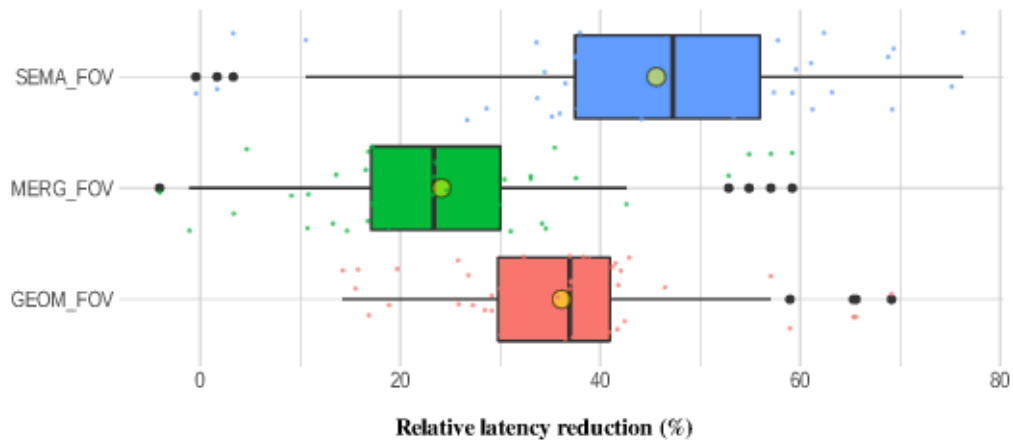 SEMA_FOV
MERG_FOV
GEOM_FOV
0 20 40 60 80
Relative latency reduction (%)